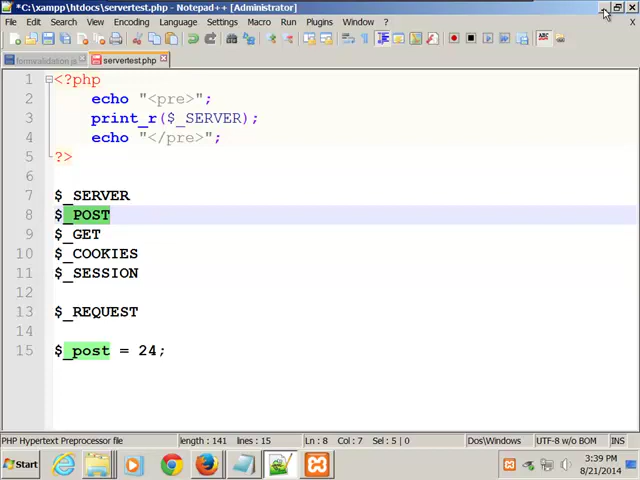 *C:\xampp\htdocs\servertest.php - Notepad++ [Administrator]
File Edit Search View Encoding Language Settings Macro Run Plugins Window ? X
formvalidation.js servertest.php
1 <?php
2 echo "<pre>";
3 print_r($_SERVER);
4 echo "</pre>";
5 ?>
6
7 $_SERVER
8 $_POST
9 $_GET
10 $_COOKIES
11 $_SESSION
12
13 $_REQUEST
14
15 $_post = 24;
PHP Hypertext Preprocessor file length : 141 lines : 15 Ln : 8 Col : 7 Sel : 5 | 0 Dos\Windows UTF-8 w/o BOM INS
Start 3:39 PM
8/21/2014